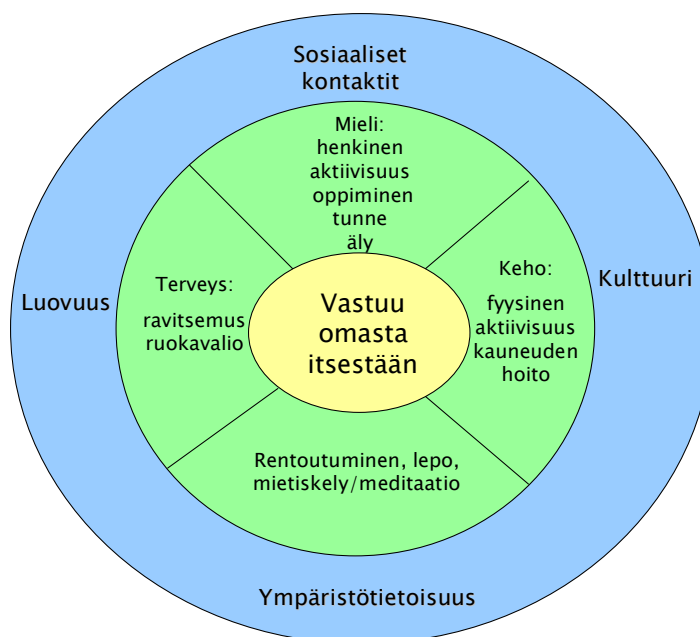 Sosiaaliset
kontaktit
Mieli:
henkinen
aktiivisuus
oppiminen
tunne
äly
Luovuus
Terveys:
ravitsemus
ruokavalio
Vastuu
omasta
itsestään
Keho:
fyysinen
aktiivisuus
kauneuden
hoito
Kulttuuri
Rentoutuminen, lepo,
mietiskely/meditaatio
Ympäristötietoisuus